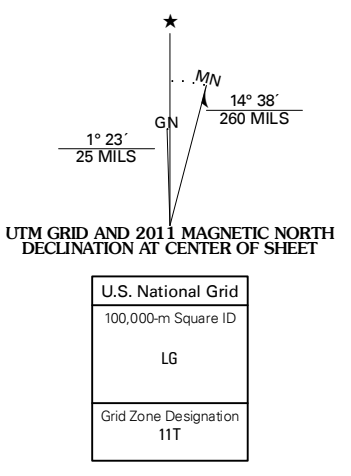 ★
MN
GN
14° 38´
260 MILS
1° 23´
25 MILS
UTM GRID AND 2011 MAGNETIC NORTH
DECLINATION AT CENTER OF SHEET
U.S. National Grid
100,000-m Square ID
LG
Grid Zone Designation
11T